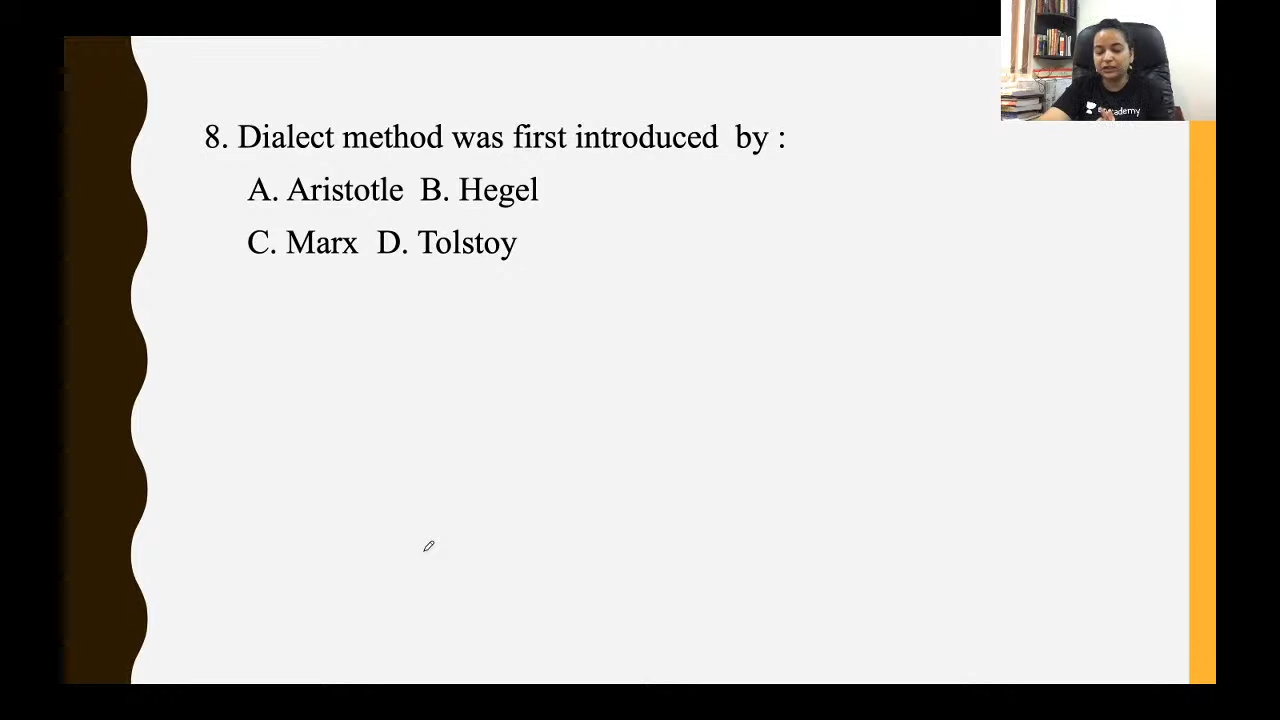 8. Dialect method was first introduced by :
A. Aristotle B. Hegel
C. Marx D. Tolstoy